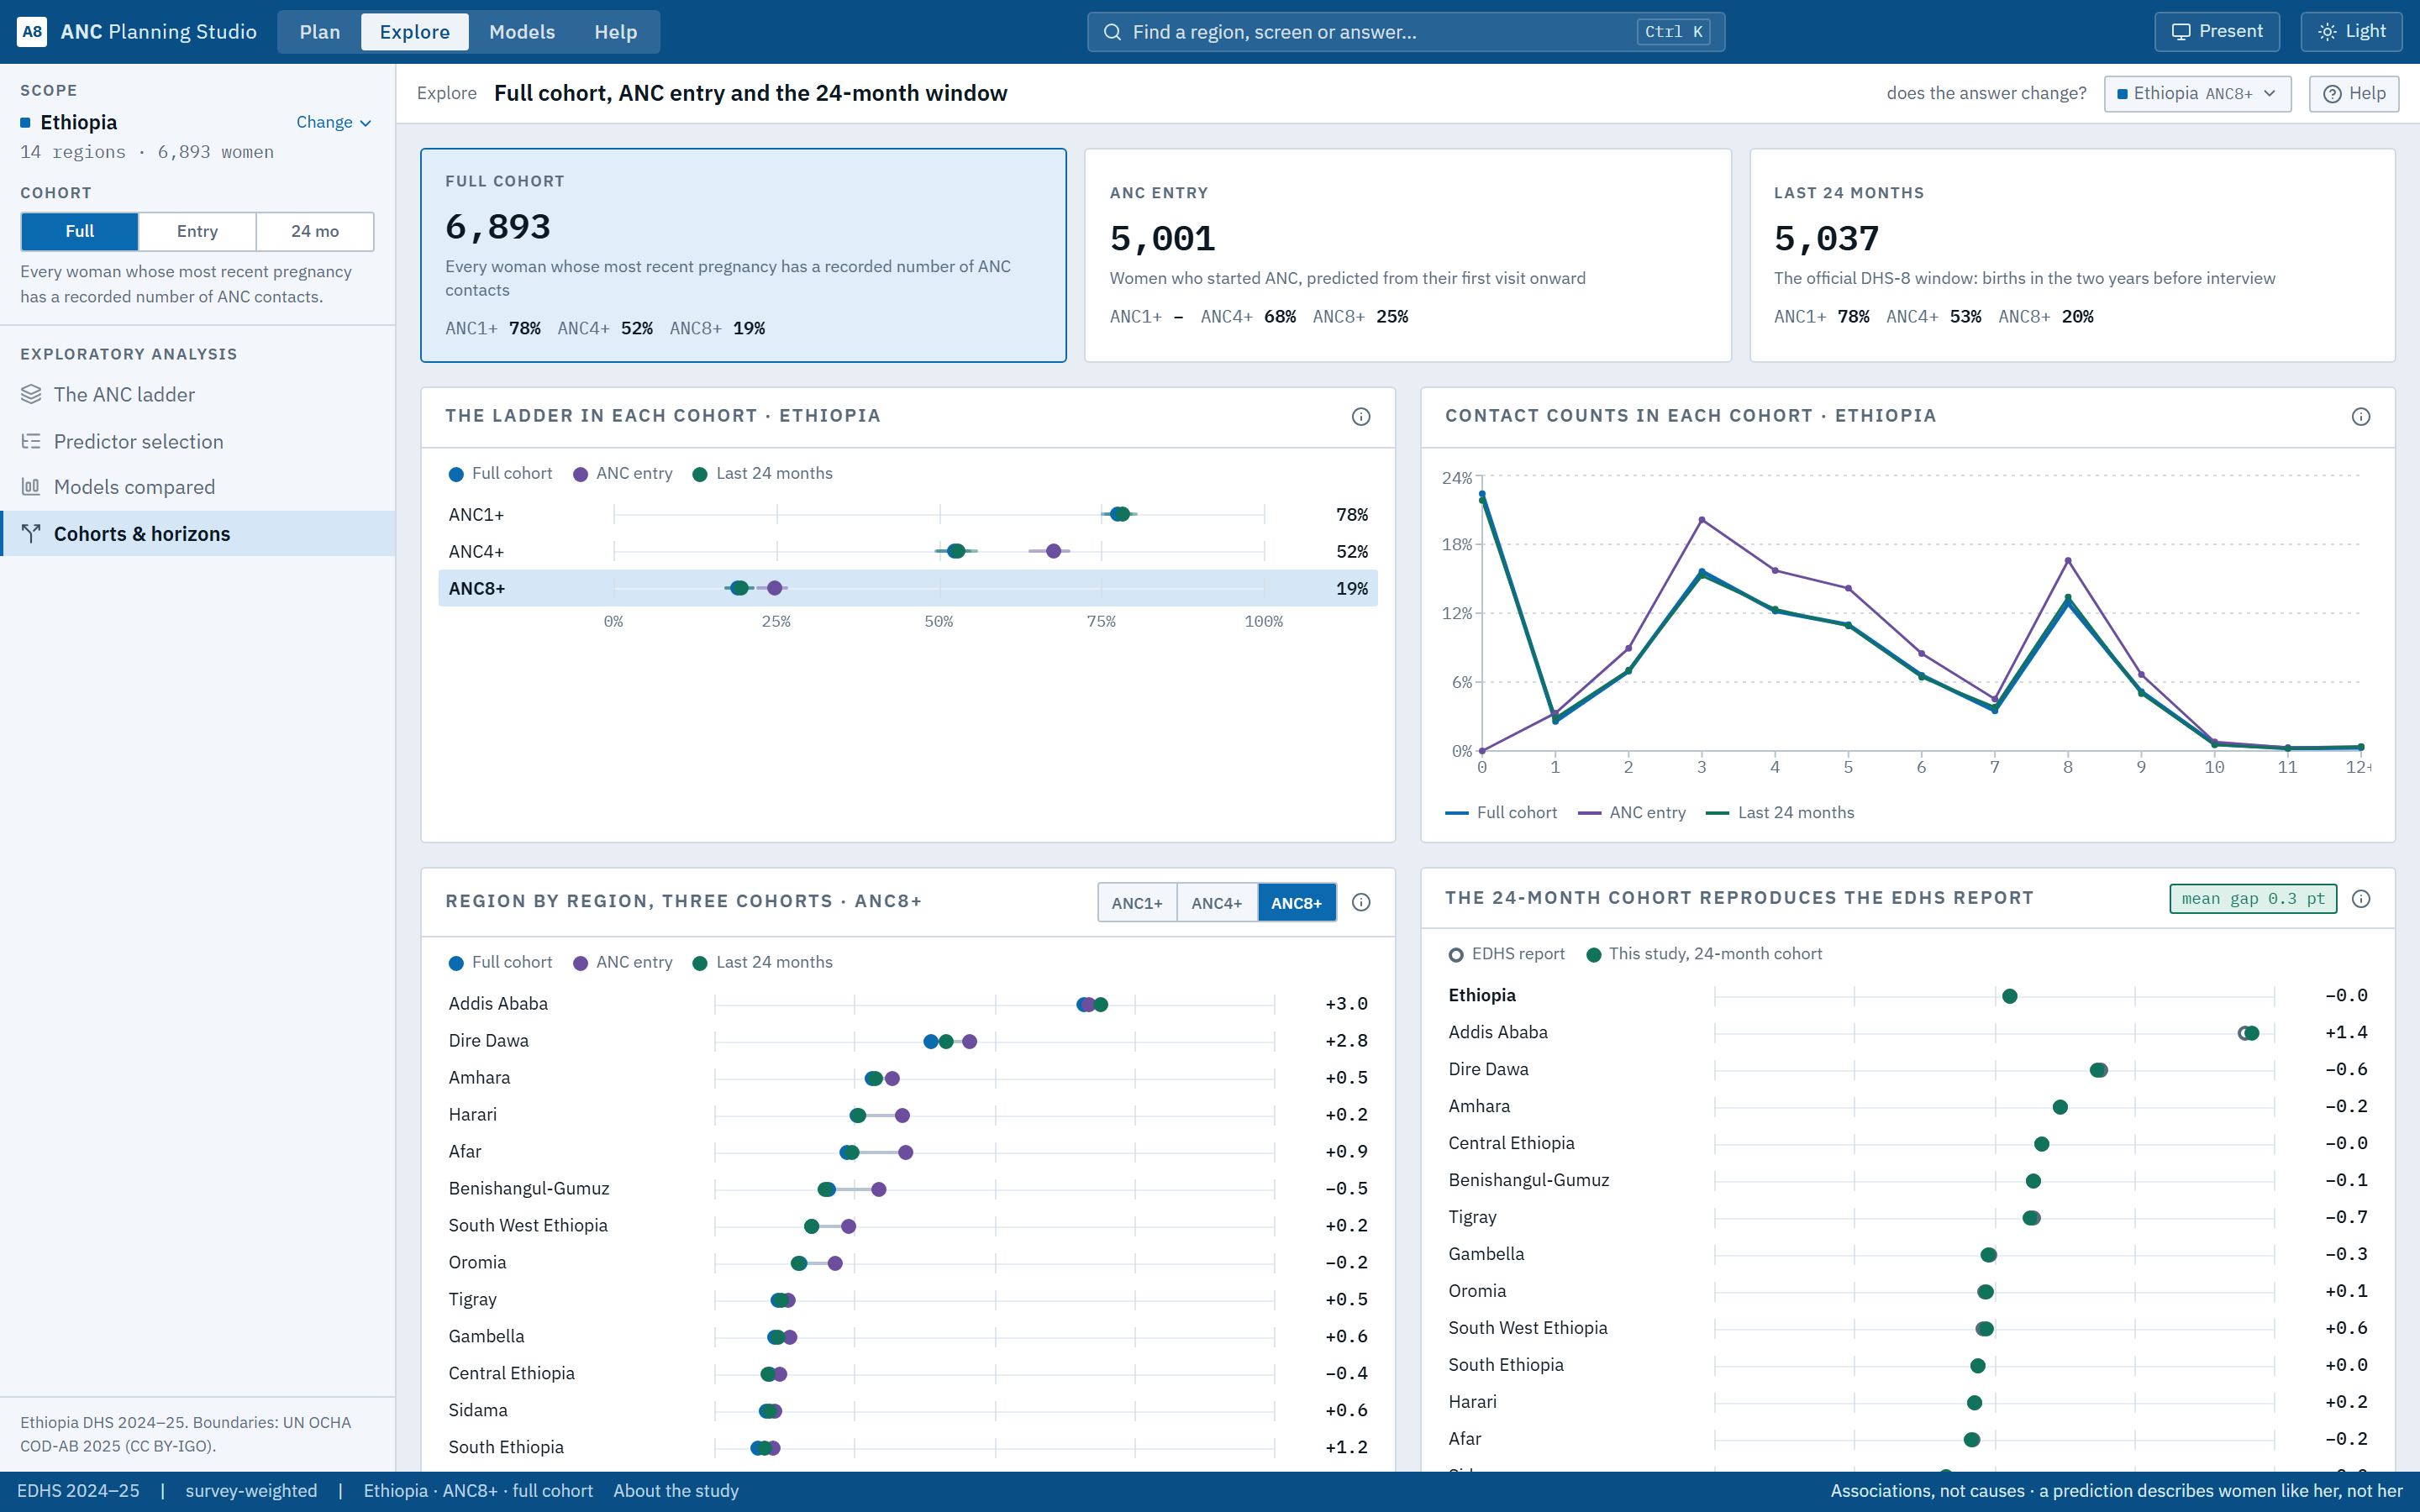 A8 ANC Planning Studio Plan Explore Models Help Find a region, screen or answer... Ctrl K Present Light
SCOPE
Ethiopia Change
14 regions · 6,893 women
COHORT
Full Entry 24 mo
Every woman whose most recent pregnancy
has a recorded number of ANC contacts.
EXPLORATORY ANALYSIS
The ANC ladder
Predictor selection
Models compared
Cohorts & horizons
Ethiopia DHS 2024–25. Boundaries: UN OCHA
COD-AB 2025 (CC BY-IGO).
Explore Full cohort, ANC entry and the 24-month window does the answer change? Ethiopia ANC8+ Help
FULL COHORT
6,893
Every woman whose most recent pregnancy has a recorded number of ANC
contacts
ANC1+ 78% ANC4+ 52% ANC8+ 19%
ANC ENTRY
5,001
Women who started ANC, predicted from their first visit onward
ANC1+ – ANC4+ 68% ANC8+ 25%
LAST 24 MONTHS
5,037
The official DHS-8 window: births in the two years before interview
ANC1+ 78% ANC4+ 53% ANC8+ 20%
THE LADDER IN EACH COHORT · ETHIOPIA
Full cohort ANC entry Last 24 months
ANC1+ 78%
ANC4+ 52%
ANC8+ 19%
0% 25% 50% 75% 100%
CONTACT COUNTS IN EACH COHORT · ETHIOPIA
24%
18%
12%
6%
0%
0 1 2 3 4 5 6 7 8 9 10 11 12+
Full cohort ANC entry Last 24 months
REGION BY REGION, THREE COHORTS · ANC8+ ANC1+ ANC4+ ANC8+
Full cohort ANC entry Last 24 months
Addis Ababa +3.0
Dire Dawa +2.8
Amhara +0.5
Harari +0.2
Afar +0.9
Benishangul-Gumuz −0.5
South West Ethiopia +0.2
Oromia −0.2
Tigray +0.5
Gambella +0.6
Central Ethiopia −0.4
Sidama +0.6
South Ethiopia +1.2
THE 24-MONTH COHORT REPRODUCES THE EDHS REPORT mean gap 0.3 pt
EDHS report This study, 24-month cohort
Ethiopia −0.0
Addis Ababa +1.4
Dire Dawa −0.6
Amhara −0.2
Central Ethiopia −0.0
Benishangul-Gumuz −0.1
Tigray −0.7
Gambella −0.3
Oromia +0.1
South West Ethiopia +0.6
South Ethiopia +0.0
Harari +0.2
Afar −0.2
EDHS 2024–25 | survey-weighted | Ethiopia · ANC8+ · full cohort About the study Associations, not causes · a prediction describes women like her, not her